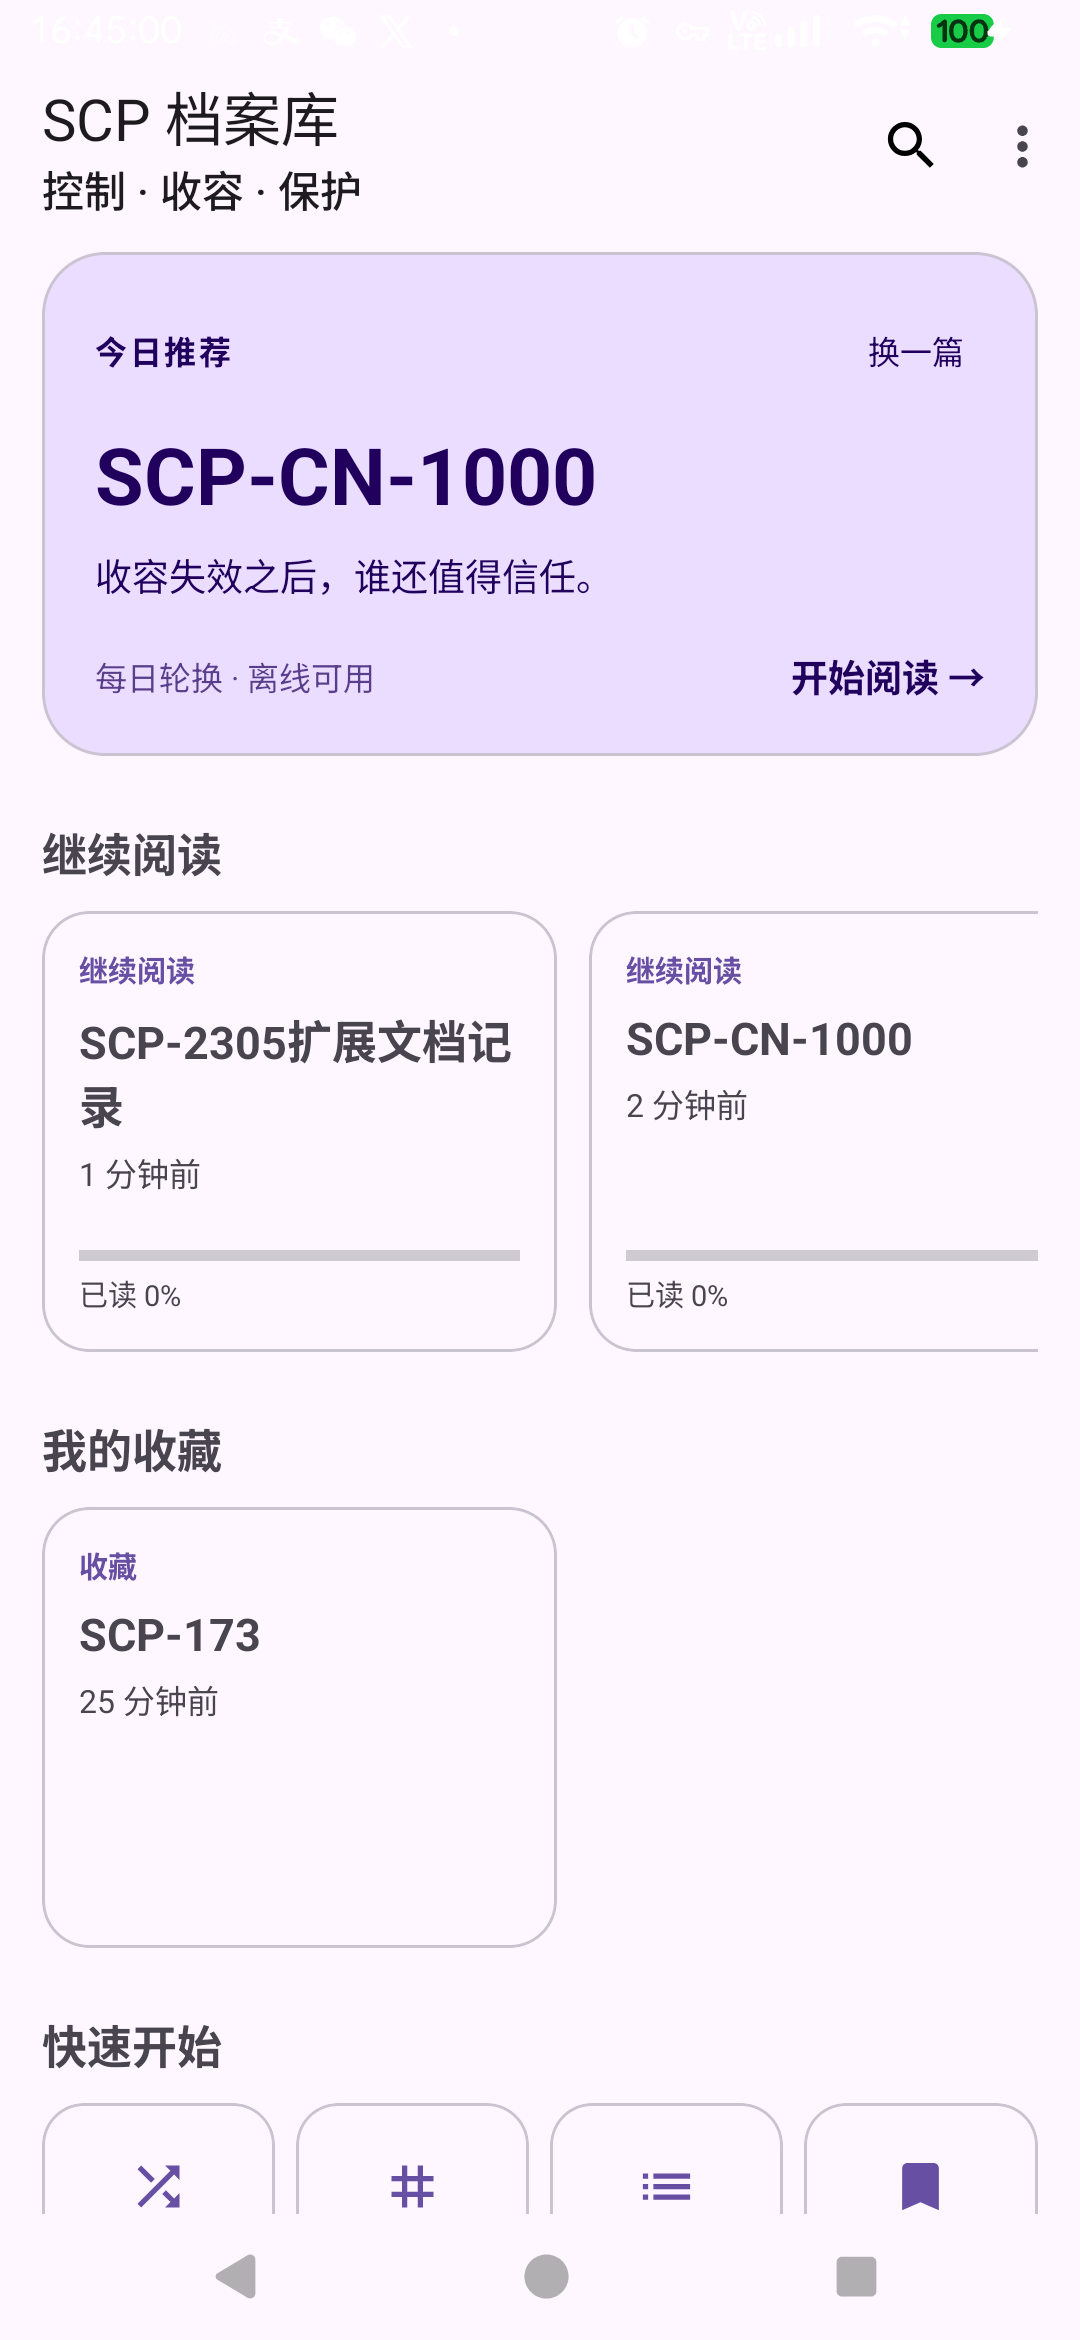 16:45:00
支
VoLTE
100
SCP 档案库
控制 · 收容 · 保护
今日推荐
换一篇
SCP-CN-1000
收容失效之后，谁还值得信任。
每日轮换 · 离线可用
开始阅读 →
继续阅读
继续阅读
SCP-2305扩展文档记
录
1 分钟前
已读 0%
继续阅读
SCP-CN-1000
2 分钟前
已读 0%
我的收藏
收藏
SCP-173
25 分钟前
快速开始